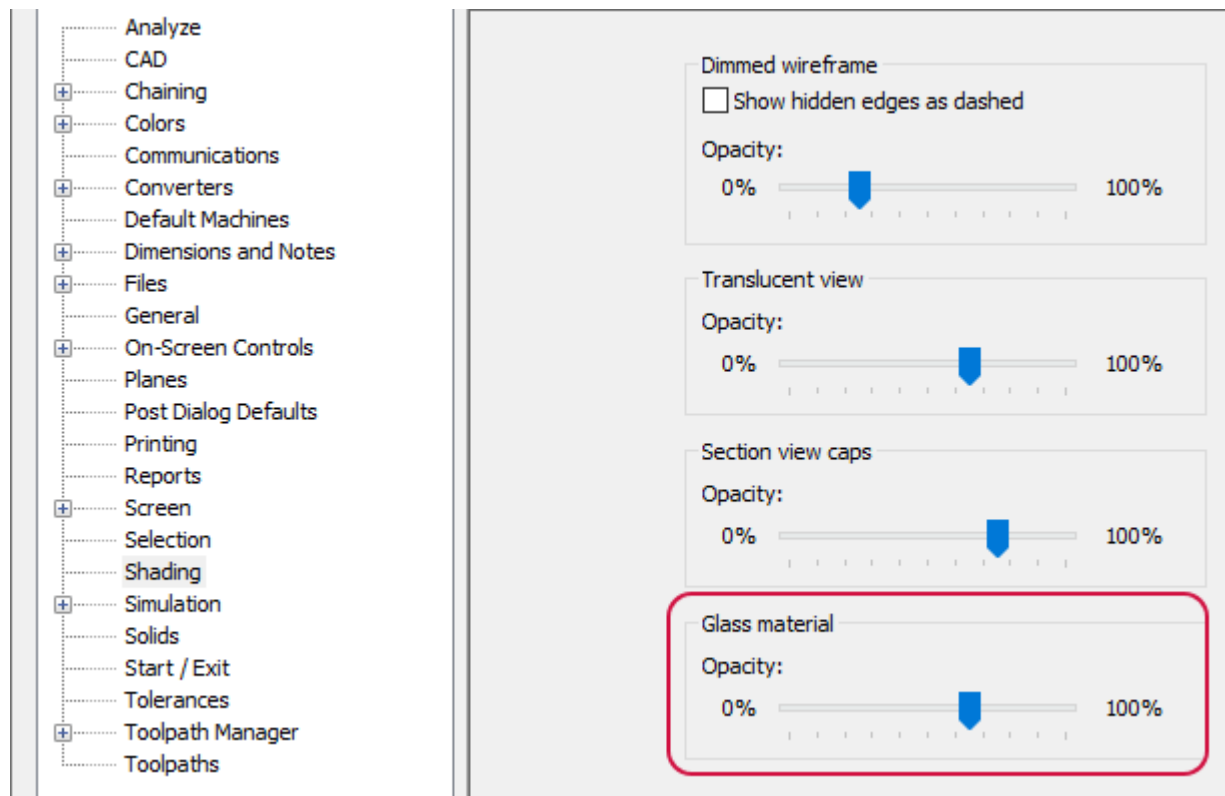 Analyze
CAD
Chaining
Colors
Communications
Converters
Default Machines
Dimensions and Notes
Files
General
On-Screen Controls
Planes
Post Dialog Defaults
Printing
Reports
Screen
Selection
Shading
Simulation
Solids
Start / Exit
Tolerances
Toolpath Manager
Toolpaths
Dimmed wireframe
Show hidden edges as dashed
Opacity:
0% 100%
Translucent view
Opacity:
0% 100%
Section view caps
Opacity:
0% 100%
Glass material
Opacity:
0% 100%